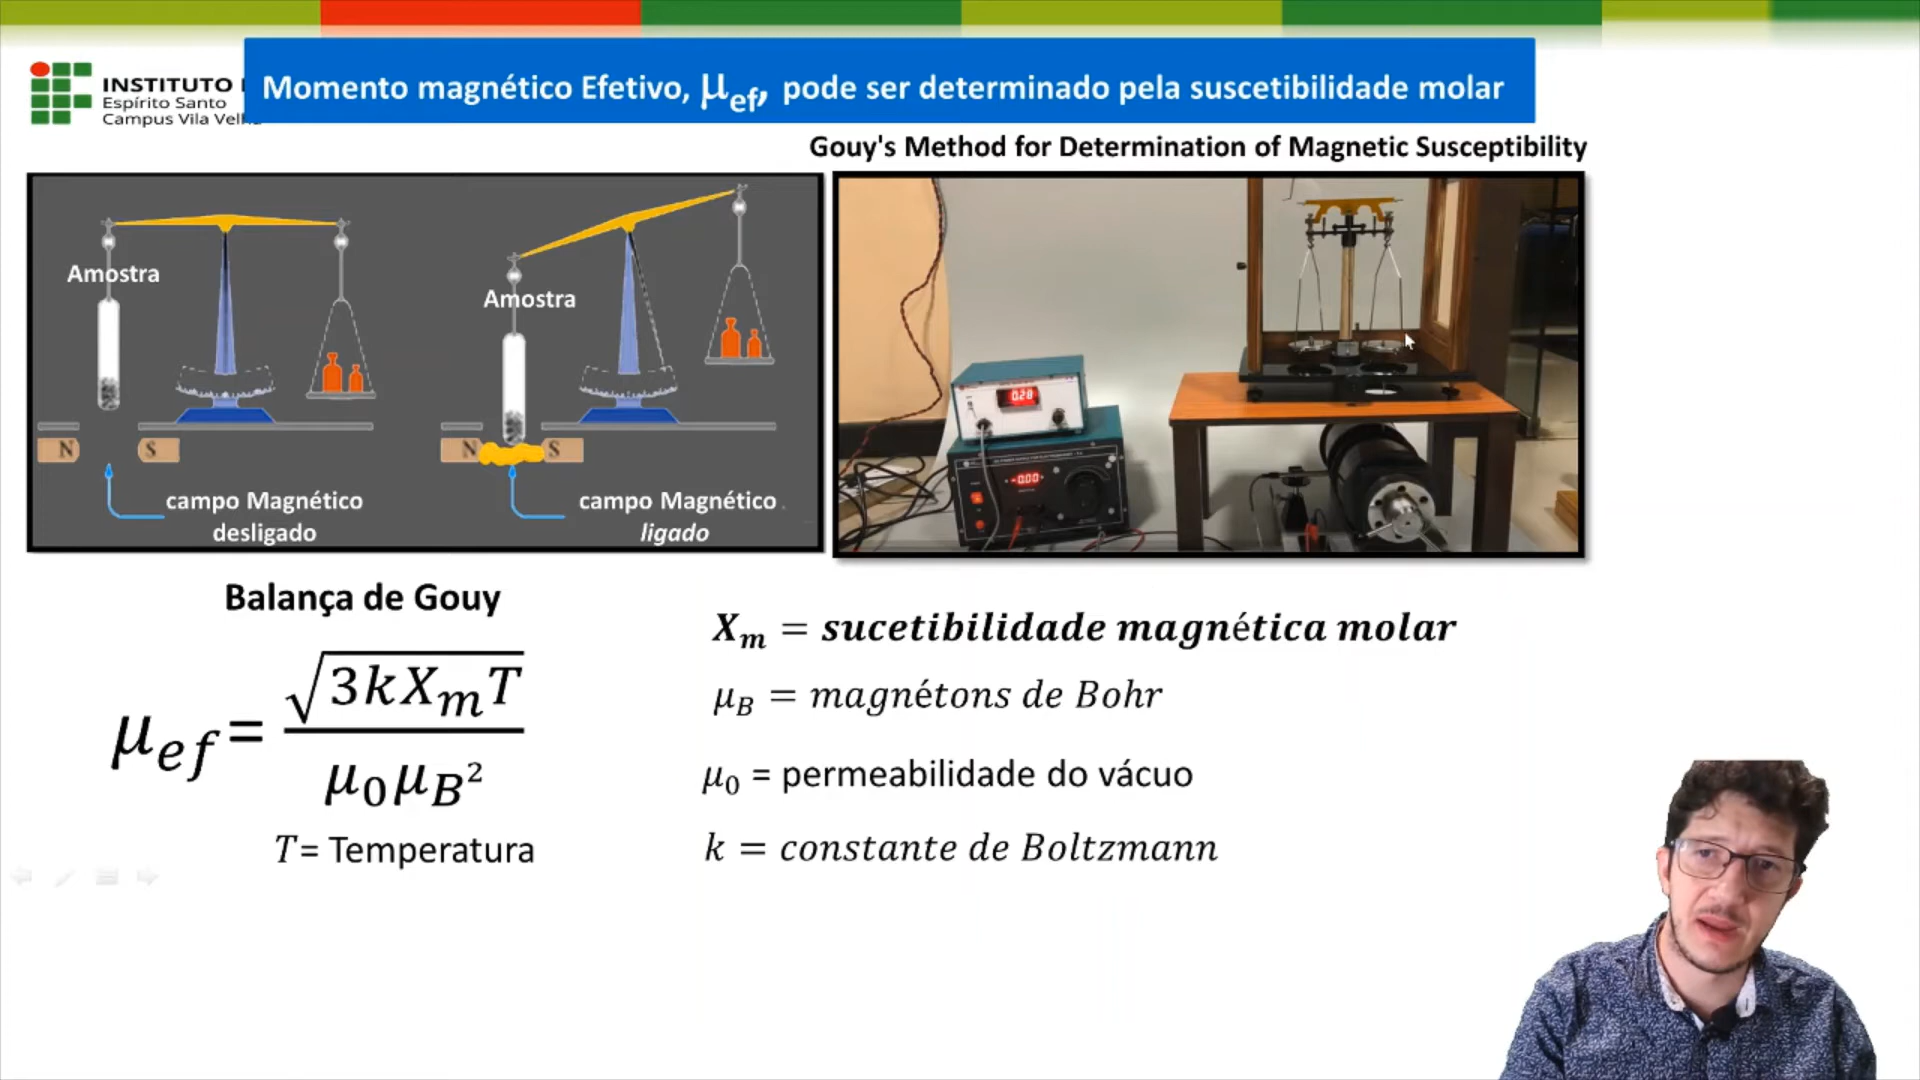 INSTITUTO
Espírito Santo
Campus Vila Velha
Momento magnético Efetivo, μef, pode ser determinado pela suscetibilidade molar
Gouy's Method for Determination of Magnetic Susceptibility
Amostra
Amostra
N S
N S
campo Magnético
desligado
campo Magnético
ligado
0.28
-0.00
Balança de Gouy
μef = √3kXmT / μ0μB²
T= Temperatura
Xm = sucetibilidade magnética molar
μB = magnétons de Bohr
μ0 = permeabilidade do vácuo
k = constante de Boltzmann